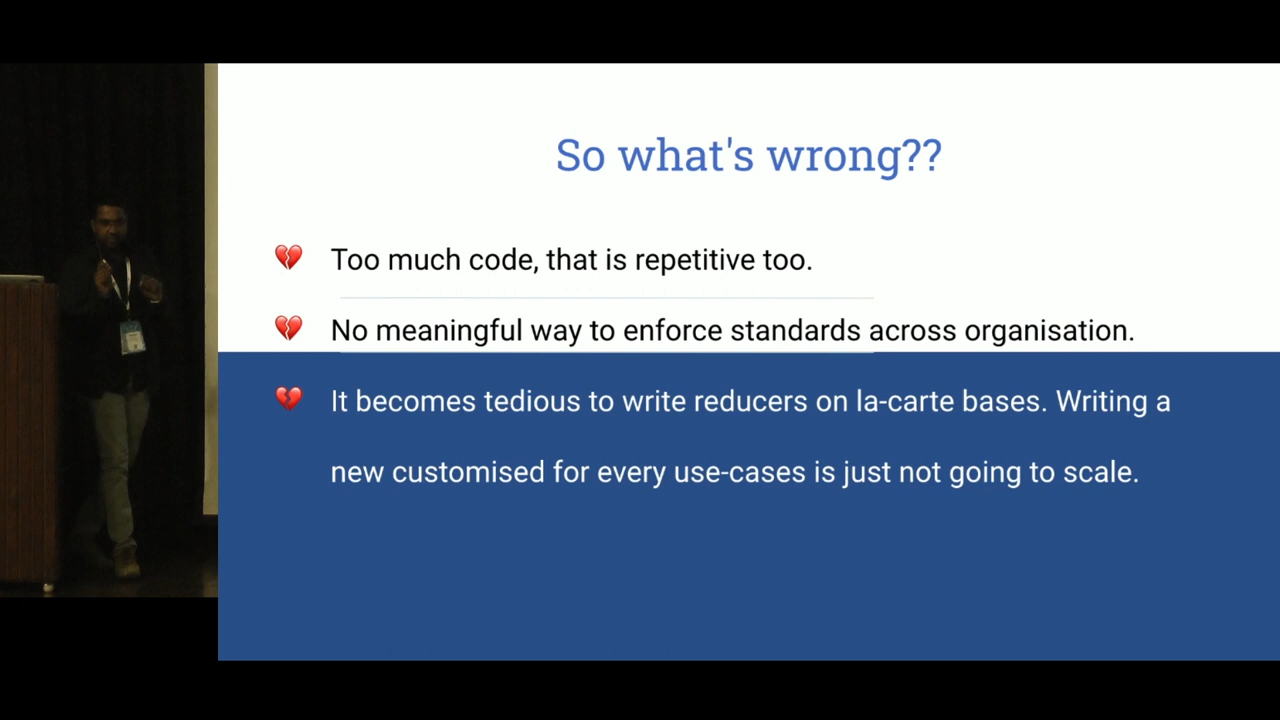 So what's wrong??
Too much code, that is repetitive too.
No meaningful way to enforce standards across organisation.
It becomes tedious to write reducers on la-carte bases. Writing a
new customised for every use-cases is just not going to scale.